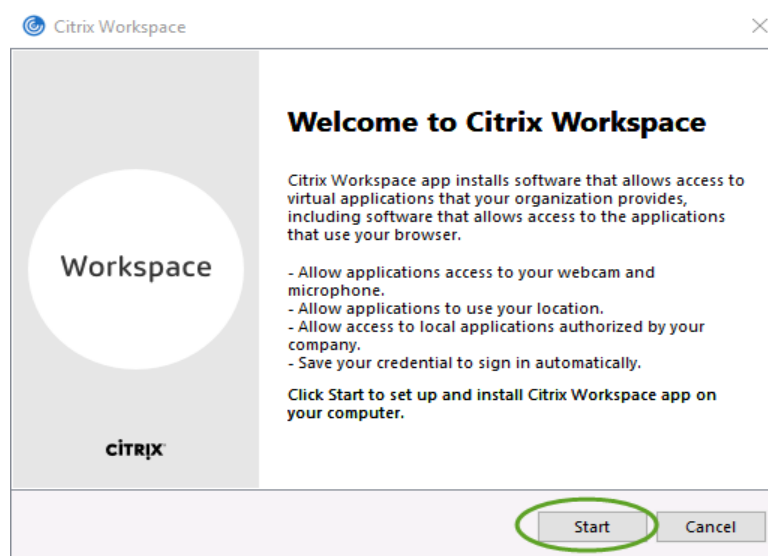 Citrix Workspace
Welcome to Citrix Workspace
Citrix Workspace app installs software that allows access to
virtual applications that your organization provides,
including software that allows access to the applications
that use your browser.
- Allow applications access to your webcam and
microphone.
- Allow applications to use your location.
- Allow access to local applications authorized by your
company.
- Save your credential to sign in automatically.
Click Start to set up and install Citrix Workspace app on
your computer.
Workspace
CİTRIX
Start Cancel